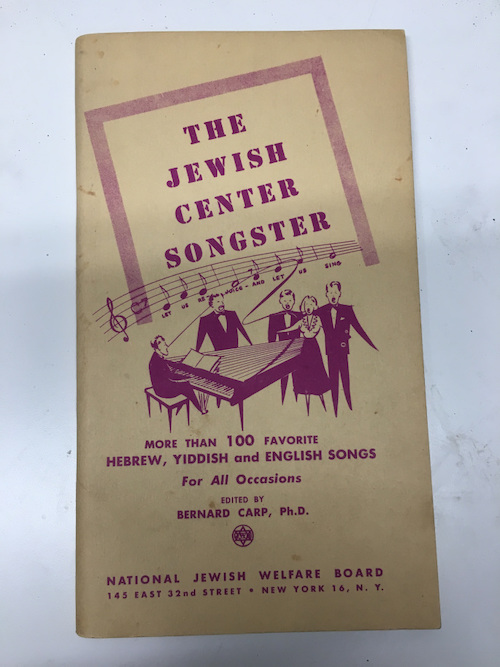 THE
JEWISH
CENTER
SONGSTER
LET US RE-JOICE-AND LET US SING
MORE THAN 100 FAVORITE
HEBREW, YIDDISH and ENGLISH SONGS
For All Occasions
EDITED BY
BERNARD CARP, Ph.D.
NATIONAL JEWISH WELFARE BOARD
145 EAST 32nd STREET • NEW YORK 16, N. Y.